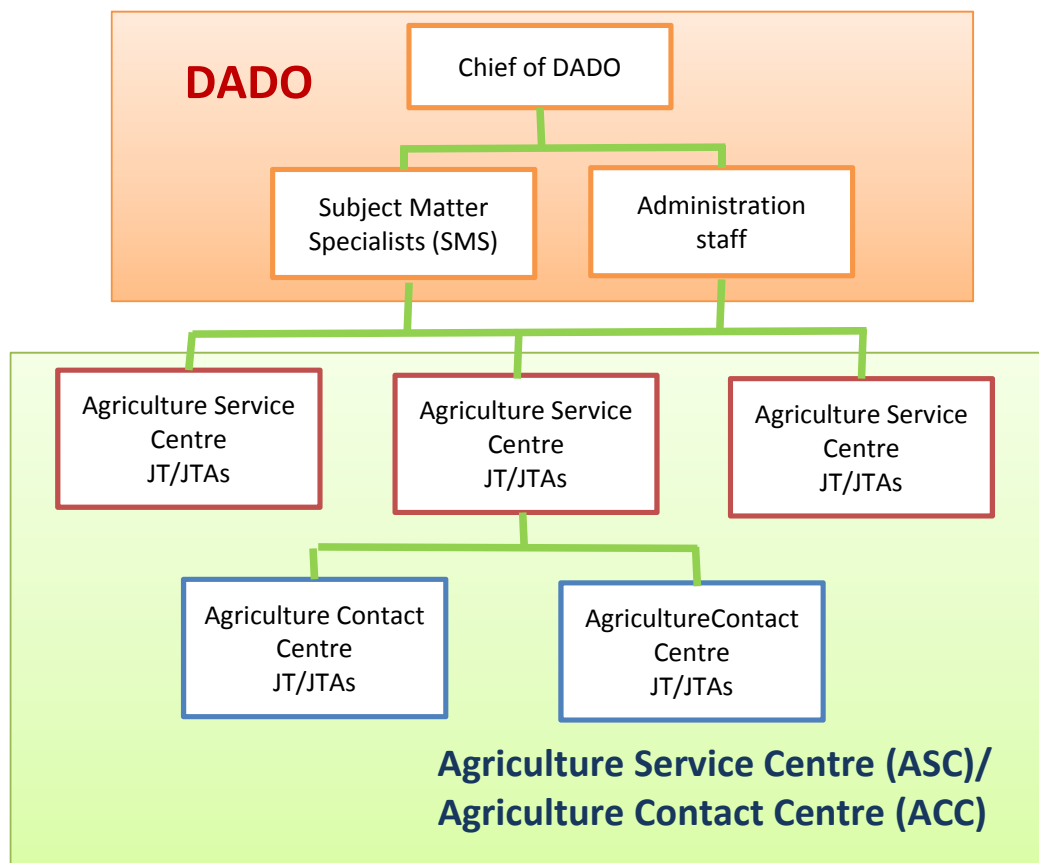 DADO
Chief of DADO
Subject Matter
Specialists (SMS)
Administration
staff
Agriculture Service
Centre
JT/JTAs
Agriculture Service
Centre
JT/JTAs
Agriculture Service
Centre
JT/JTAs
Agriculture Contact
Centre
JT/JTAs
AgricultureContact
Centre
JT/JTAs
Agriculture Service Centre (ASC)/
Agriculture Contact Centre (ACC)